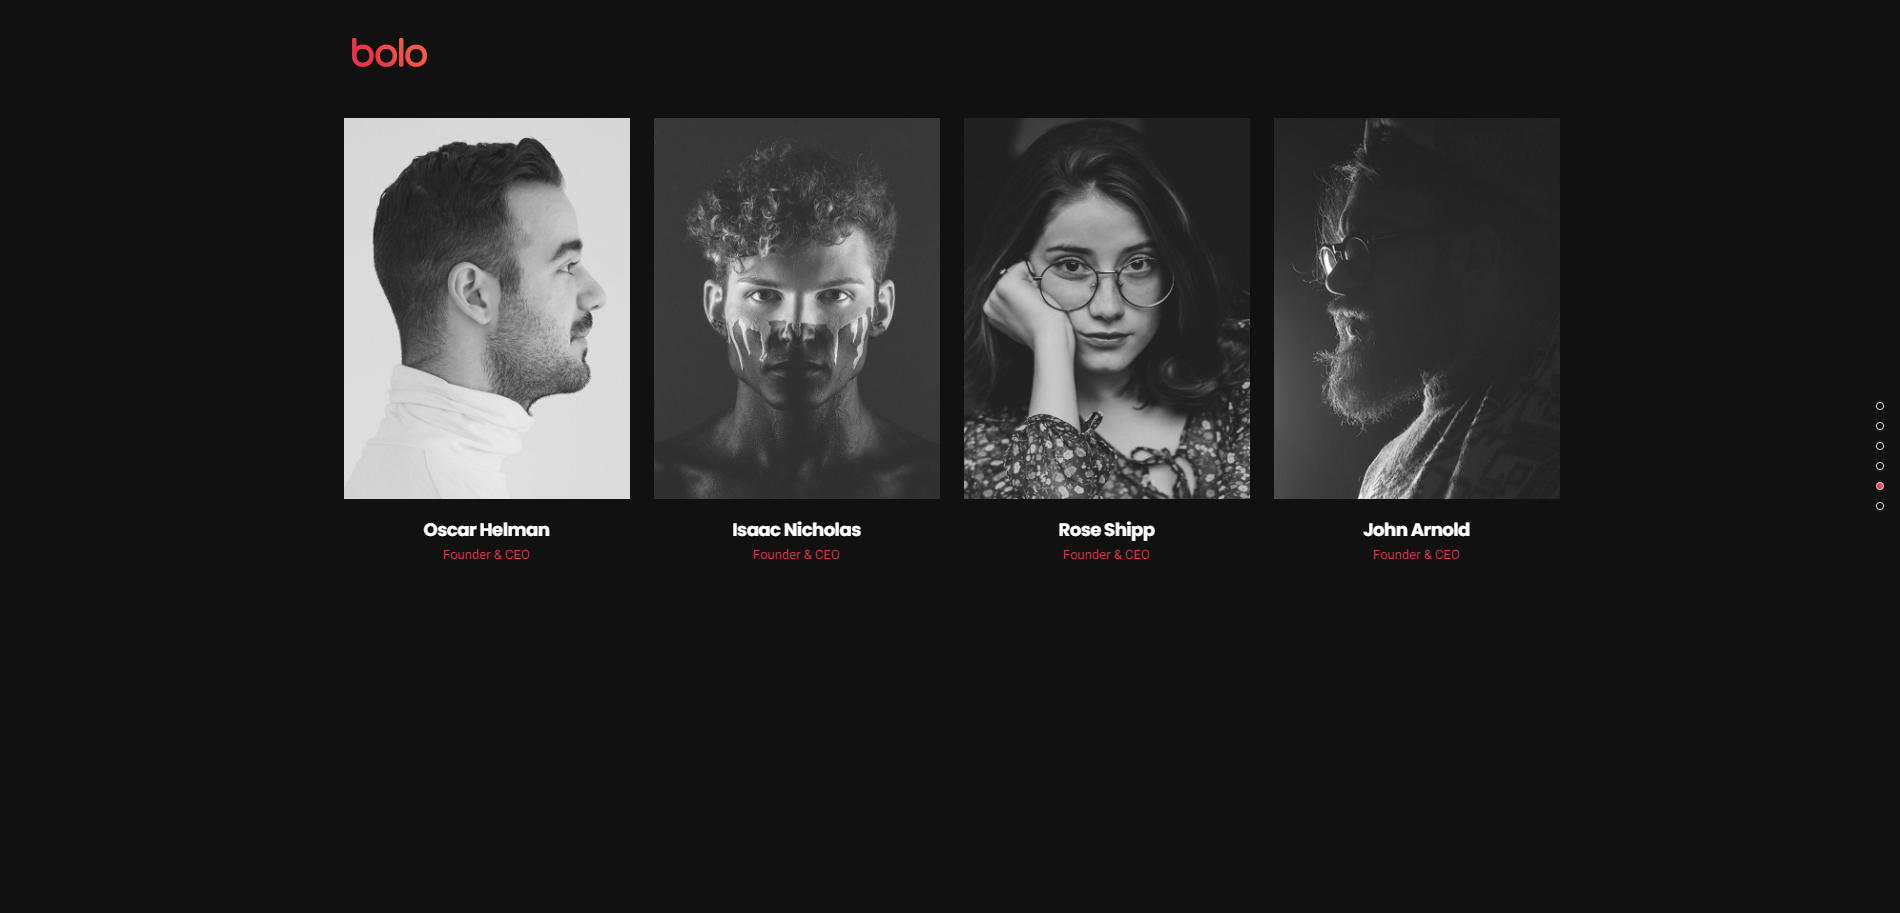 bolo
Oscar Helman
Founder & CEO
Isaac Nicholas
Founder & CEO
Rose Shipp
Founder & CEO
John Arnold
Founder & CEO